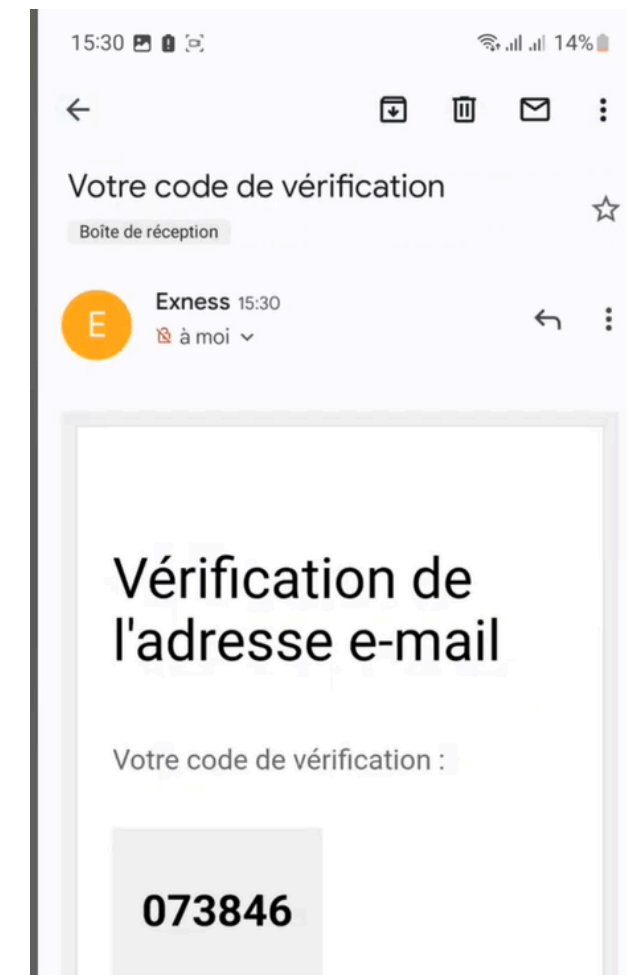 15:30 14%
Votre code de vérification
Boîte de réception
E
Exness 15:30
à moi
Vérification de
l'adresse e-mail
Votre code de vérification :
073846